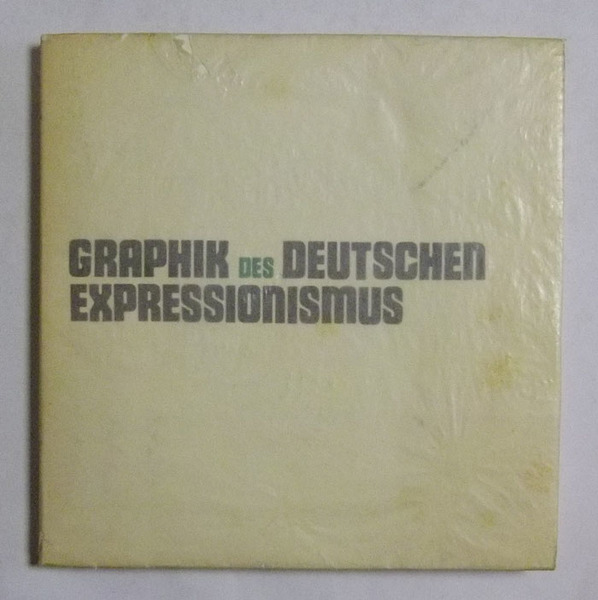 GRAPHIK DES DEUTSCHEN
EXPRESSIONISMUS